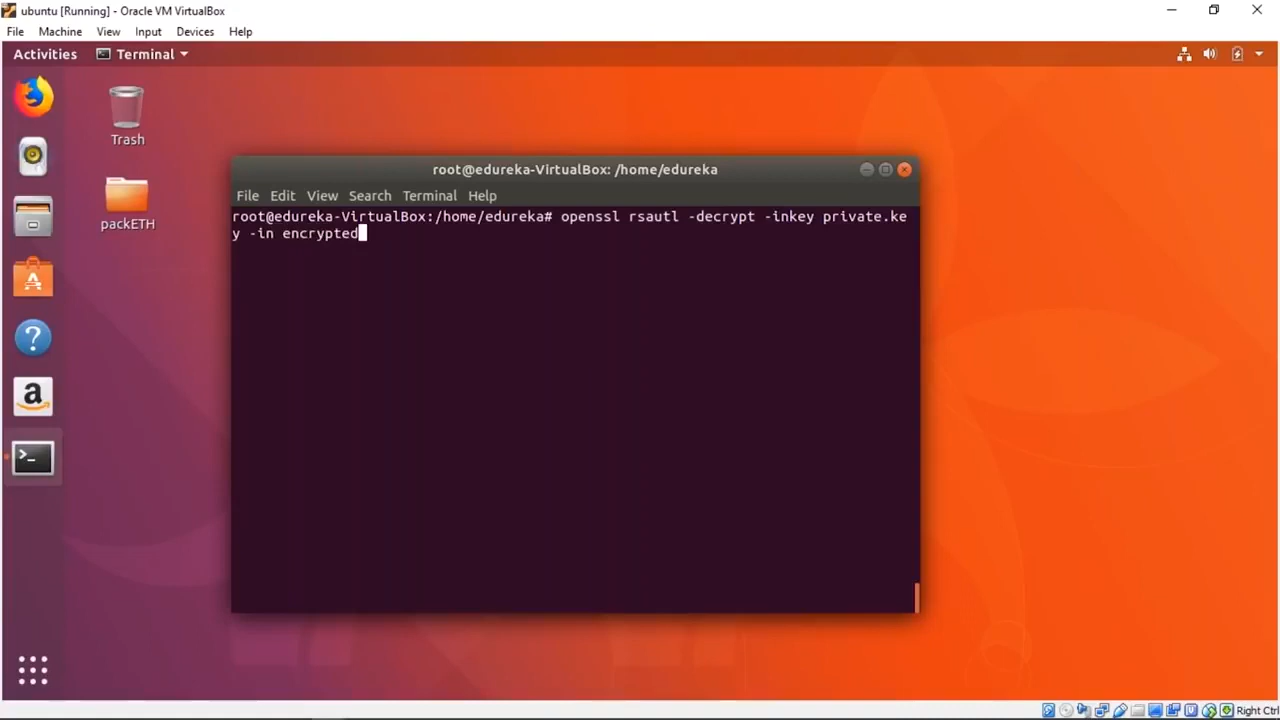 ubuntu [Running] - Oracle VM VirtualBox
File Machine View Input Devices Help
Activities Terminal
Trash
packETH
root@edureka-VirtualBox: /home/edureka
File Edit View Search Terminal Help
root@edureka-VirtualBox:/home/edureka# openssl rsautl -decrypt -inkey private.ke
y -in encrypted
Right Ctrl